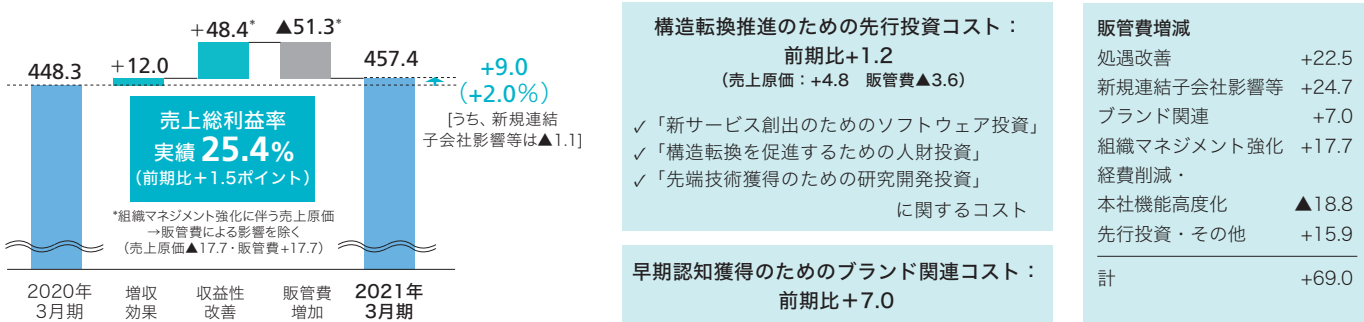 448.3
+12.0
+48.4*
▲51.3*
457.4
+9.0
(+2.0%)
[うち、新規連結
子会社影響等は▲1.1]
売上総利益率
実績 25.4%
(前期比+1.5ポイント)
*組織マネジメント強化に伴う売上原価
→販管費による影響を除く
(売上原価▲17.7・販管費+17.7)
2020年
3月期
増収
効果
収益性
改善
販管費
増加
2021年
3月期
構造転換推進のための先行投資コスト：
前期比+1.2
(売上原価：+4.8　販管費▲3.6)
✓「新サービス創出のためのソフトウェア投資」
✓「構造転換を促進するための人財投資」
✓「先端技術獲得のための研究開発投資」
に関するコスト
早期認知獲得のためのブランド関連コスト：
前期比+7.0
販管費増減
処遇改善 +22.5
新規連結子会社影響等 +24.7
ブランド関連 +7.0
組織マネジメント強化 +17.7
経費削減・
本社機能高度化 ▲18.8
先行投資・その他 +15.9
計 +69.0